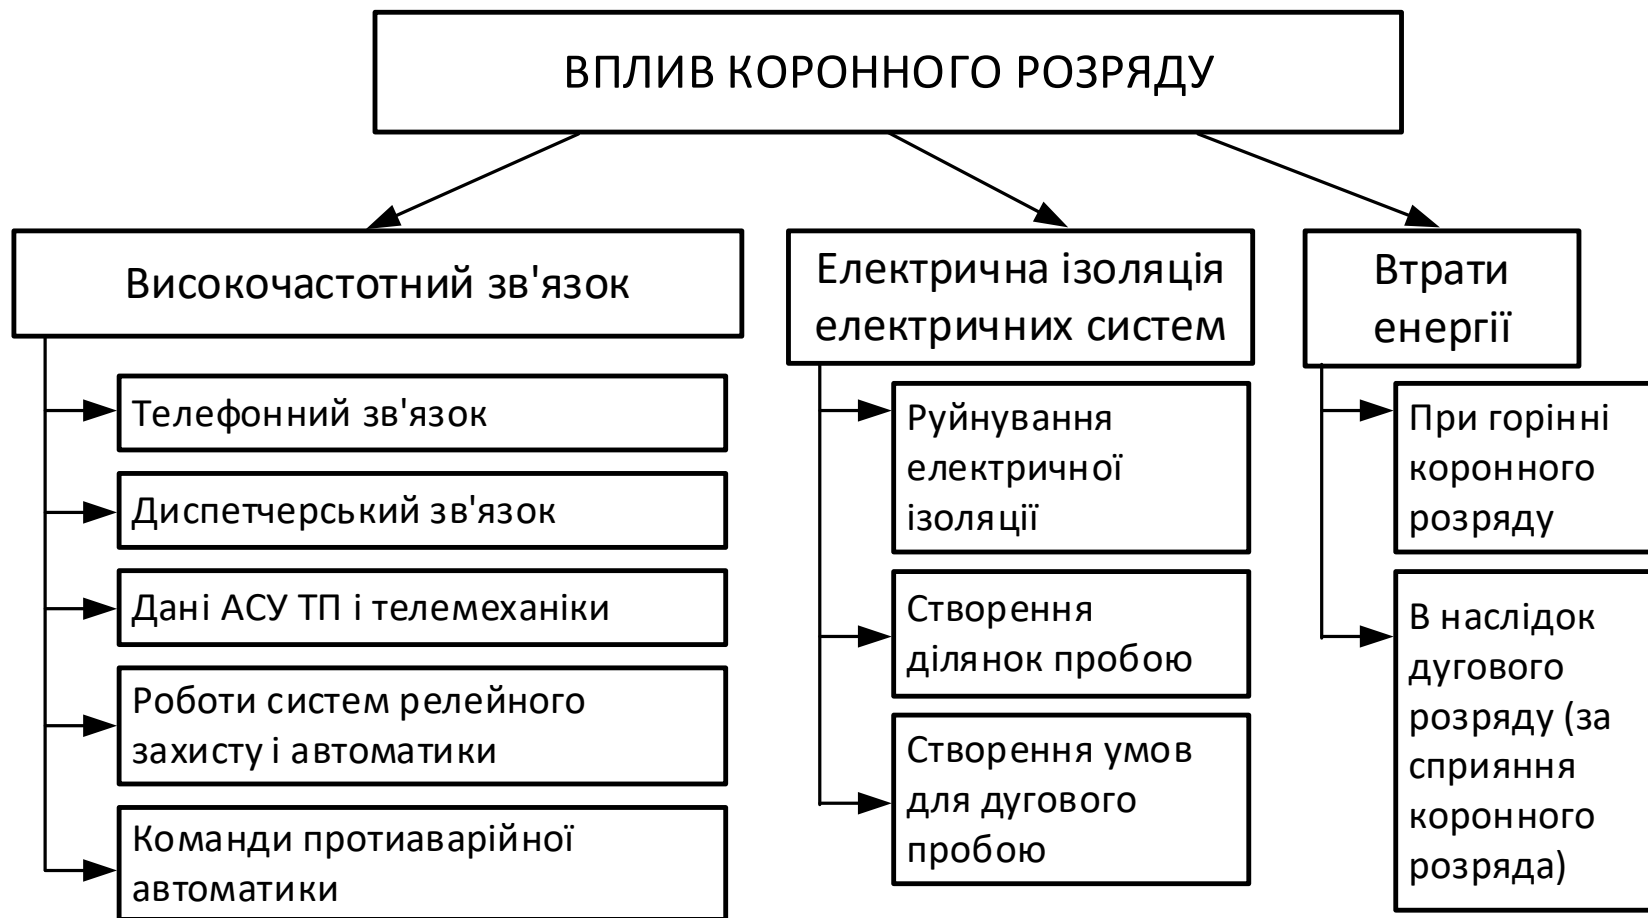 ВПЛИВ КОРОННОГО РОЗРЯДУ
Високочастотний зв'язок
Телефонний зв'язок
Диспетчерський зв'язок
Дані АСУ ТП і телемеханіки
Роботи систем релейного
захисту і автоматики
Команди протиаварійної
автоматики
Електрична ізоляція
електричних систем
Руйнування
електричної
ізоляції
Створення
ділянок пробою
Створення умов
для дугового
пробою
Втрати
енергії
При горінні
коронного
розряду
В наслідок
дугового
розряду (за
сприяння
коронного
розряда)